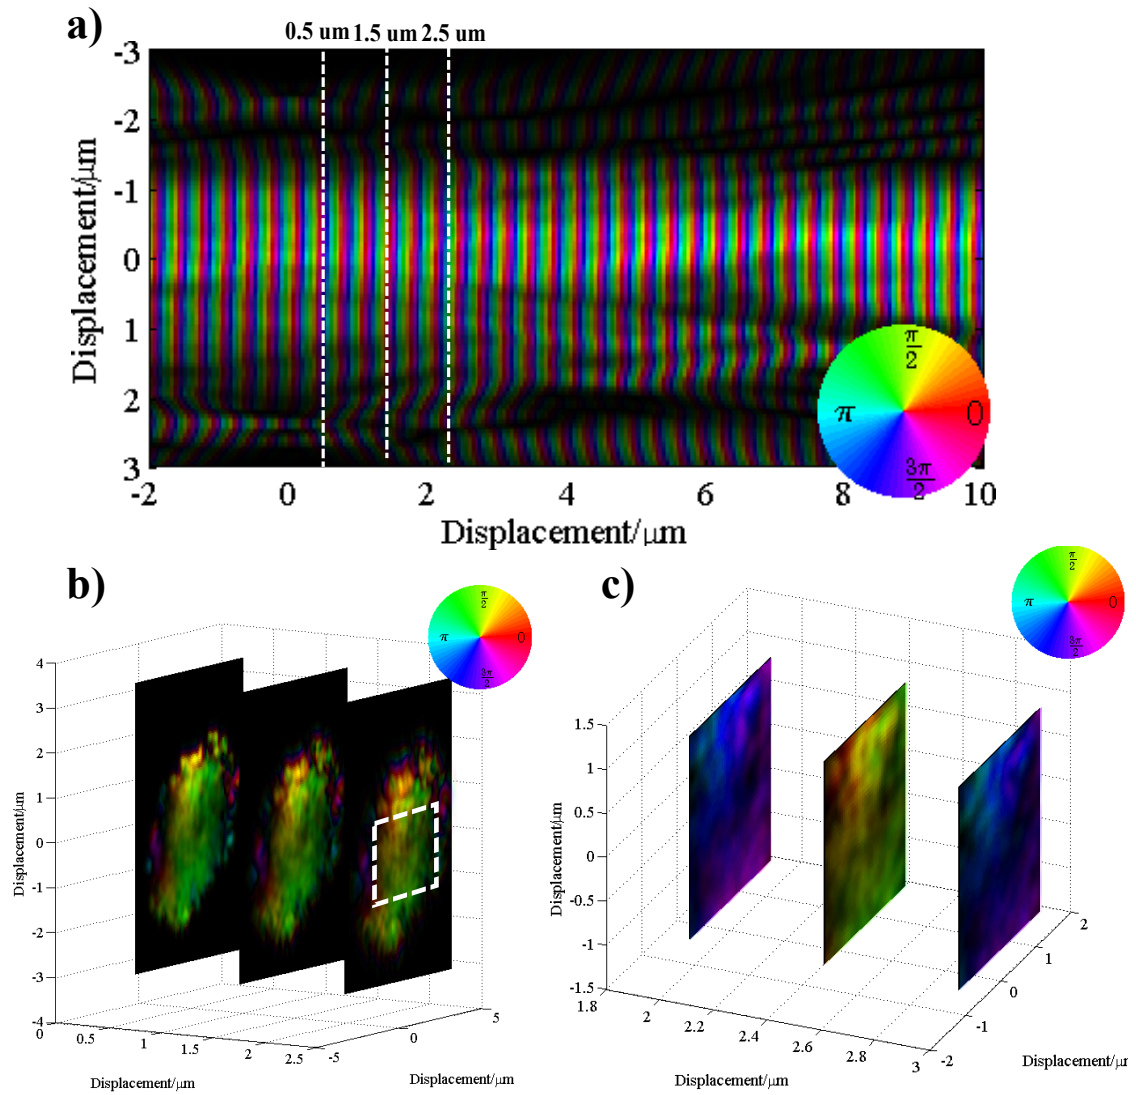 a)
0.5 um 1.5 um 2.5 um
-3
-2
-1
0
1
2
3
Displacement/μm
-2 0 2 4 6 8 10
Displacement/μm
π/2
π 0
3π/2
b)
π/2
π 0
3π/2
4
3
2
1
0
-1
-2
-3
-4
Displacement/μm
0 0.5 1 1.5 2 2.5
Displacement/μm
-5 0 5
Displacement/μm
c)
π/2
π 0
3π/2
1.5
1
0.5
0
-0.5
-1
-1.5
Displacement/μm
1.8 2 2.2 2.4 2.6 2.8 3
Displacement/μm
-2 -1 0 1 2
Displacement/μm